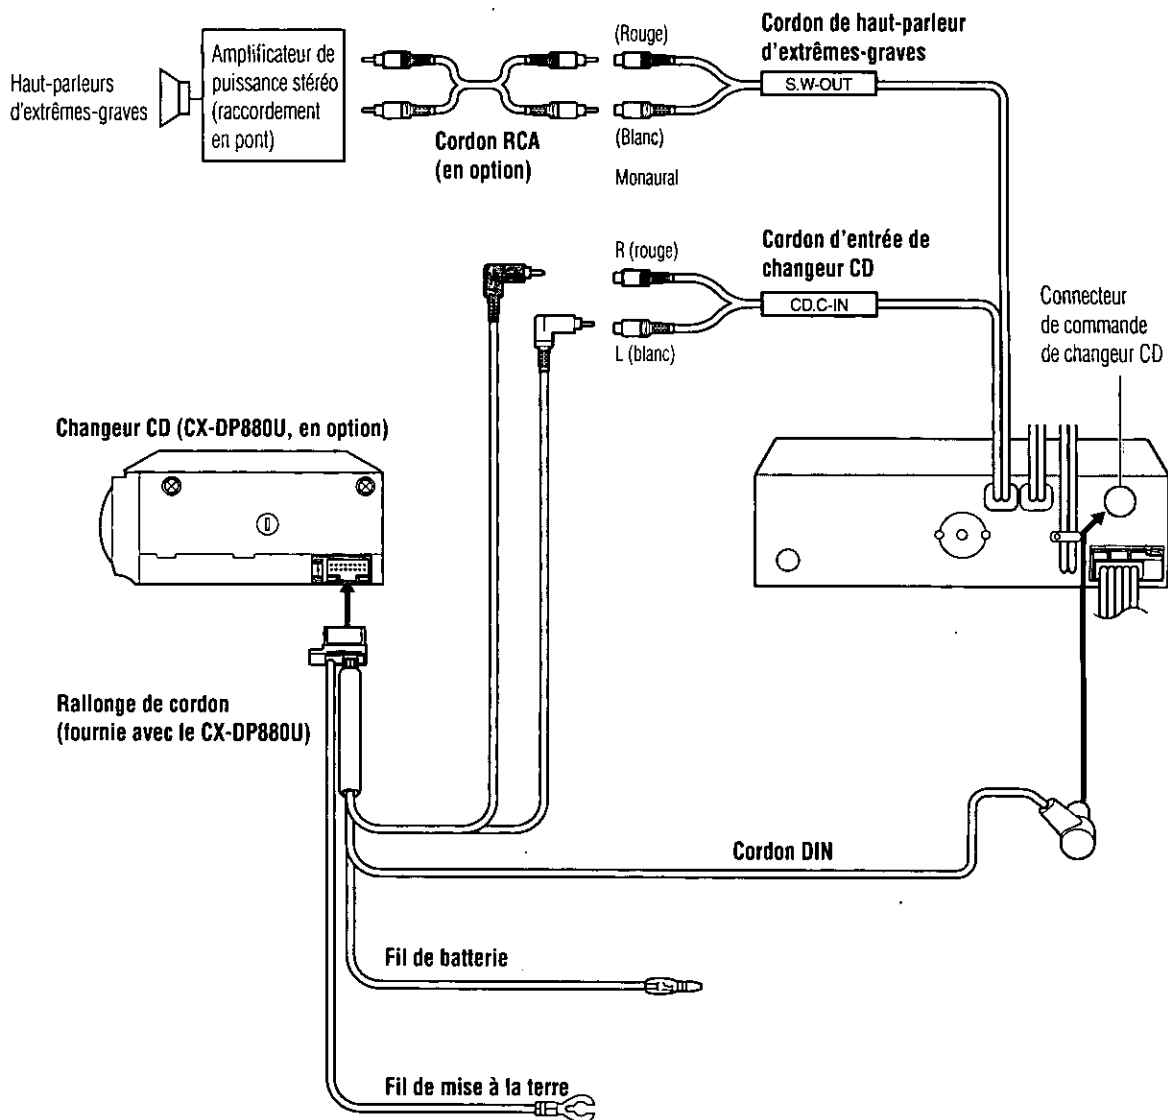 Haut-parleurs
d'extrêmes-graves
Amplificateur de
puissance stéréo
(raccordement
en pont)
Cordon RCA
(en option)
(Rouge)
(Blanc)
Monaural
Cordon de haut-parleur
d'extrêmes-graves
S.W-OUT
R (rouge)
L (blanc)
Cordon d'entrée de
changeur CD
CD.C-IN
Connecteur
de commande
de changeur CD
Changeur CD (CX-DP880U, en option)
Rallonge de cordon
(fournie avec le CX-DP880U)
Cordon DIN
Fil de batterie
Fil de mise à la terre